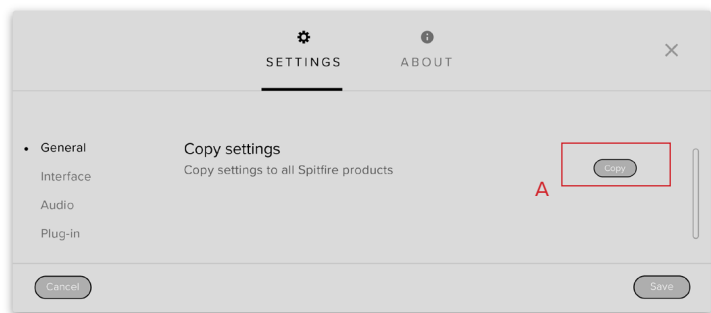 SETTINGS
ABOUT
General
Interface
Audio
Plug-in
Copy settings
Copy settings to all Spitfire products
Copy
A
Cancel
Save